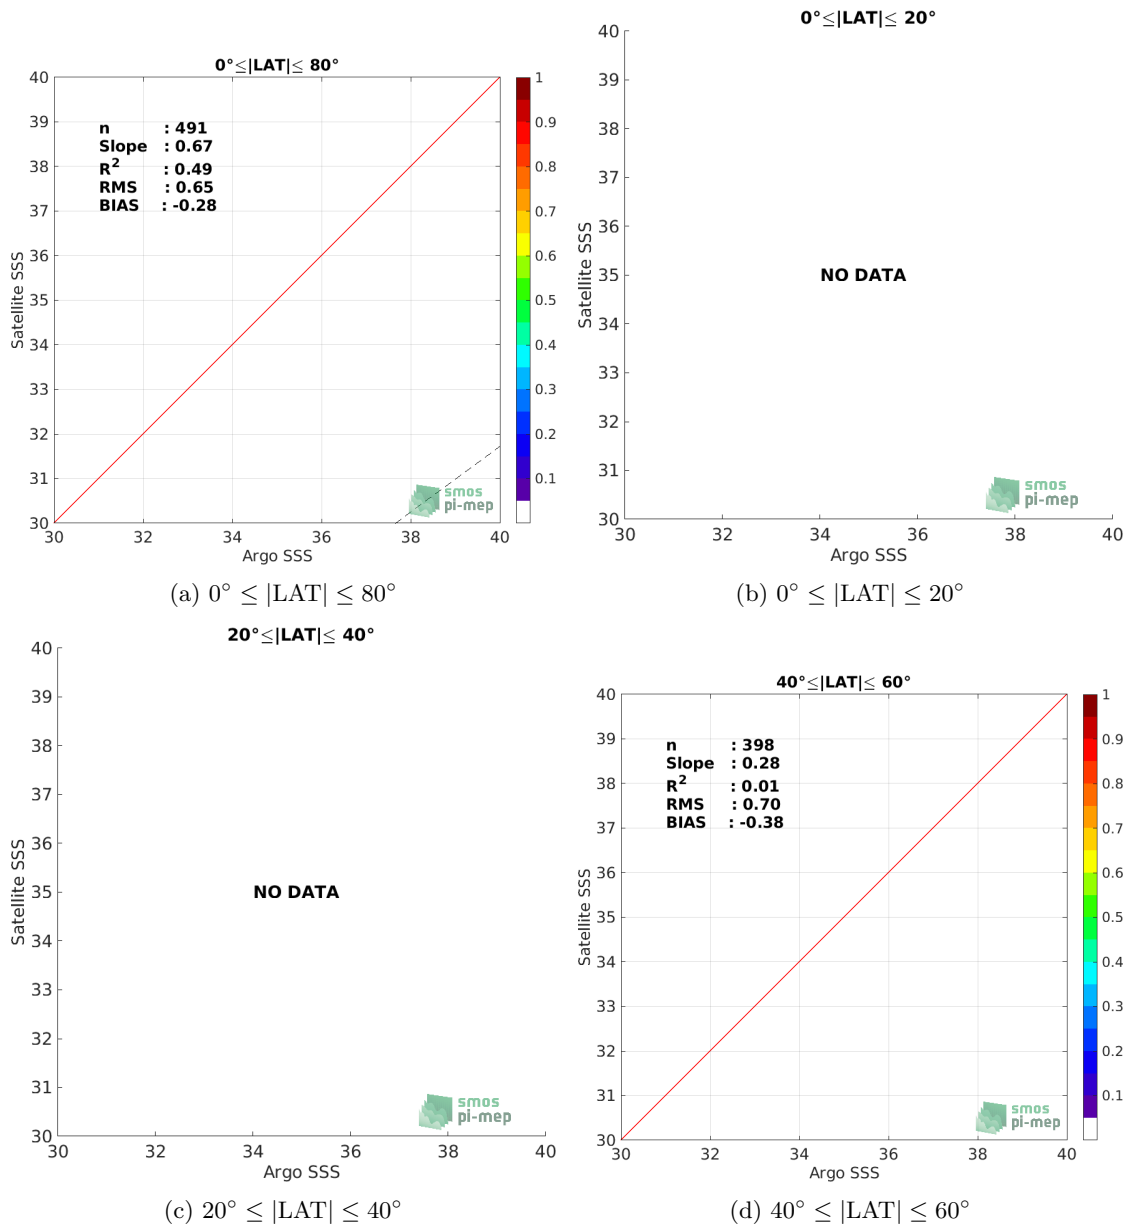 0°≤|LAT|≤ 80°
40
39
38
37
36
35
34
33
32
31
30
n : 491
Slope : 0.67
R2 : 0.49
RMS : 0.65
BIAS : -0.28
Satellite SSS
smos
pi-mep
30 32 34 36 38 40
Argo SSS
1
0.9
0.8
0.7
0.6
0.5
0.4
0.3
0.2
0.1
(a) 0° ≤ |LAT| ≤ 80°
0°≤|LAT|≤ 20°
40
39
38
37
36
35
34
33
32
31
30
Satellite SSS
NO DATA
smos
pi-mep
30 32 34 36 38 40
Argo SSS
(b) 0° ≤ |LAT| ≤ 20°
20°≤|LAT|≤ 40°
40
39
38
37
36
35
34
33
32
31
30
Satellite SSS
NO DATA
smos
pi-mep
30 32 34 36 38 40
Argo SSS
(c) 20° ≤ |LAT| ≤ 40°
40°≤|LAT|≤ 60°
40
39
38
37
36
35
34
33
32
31
30
n : 398
Slope : 0.28
R2 : 0.01
RMS : 0.70
BIAS : -0.38
Satellite SSS
smos
pi-mep
30 32 34 36 38 40
Argo SSS
1
0.9
0.8
0.7
0.6
0.5
0.4
0.3
0.2
0.1
(d) 40° ≤ |LAT| ≤ 60°